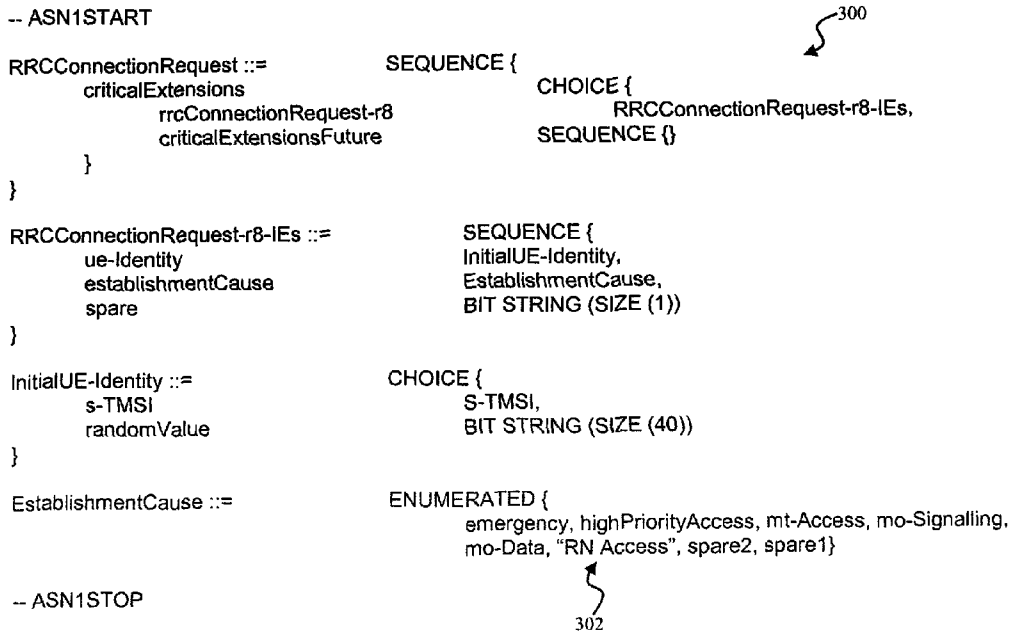 -- ASN1START
300
RRCConnectionRequest ::= SEQUENCE {
criticalExtensions CHOICE {
rrcConnectionRequest-r8 RRCConnectionRequest-r8-IEs,
criticalExtensionsFuture SEQUENCE {}
}
}
RRCConnectionRequest-r8-IEs ::= SEQUENCE {
ue-Identity InitialUE-Identity,
establishmentCause EstablishmentCause,
spare BIT STRING (SIZE (1))
}
InitialUE-Identity ::= CHOICE {
s-TMSI S-TMSI,
randomValue BIT STRING (SIZE (40))
}
EstablishmentCause ::= ENUMERATED {
emergency, highPriorityAccess, mt-Access, mo-Signalling,
mo-Data, “RN Access”, spare2, spare1}
-- ASN1STOP
302